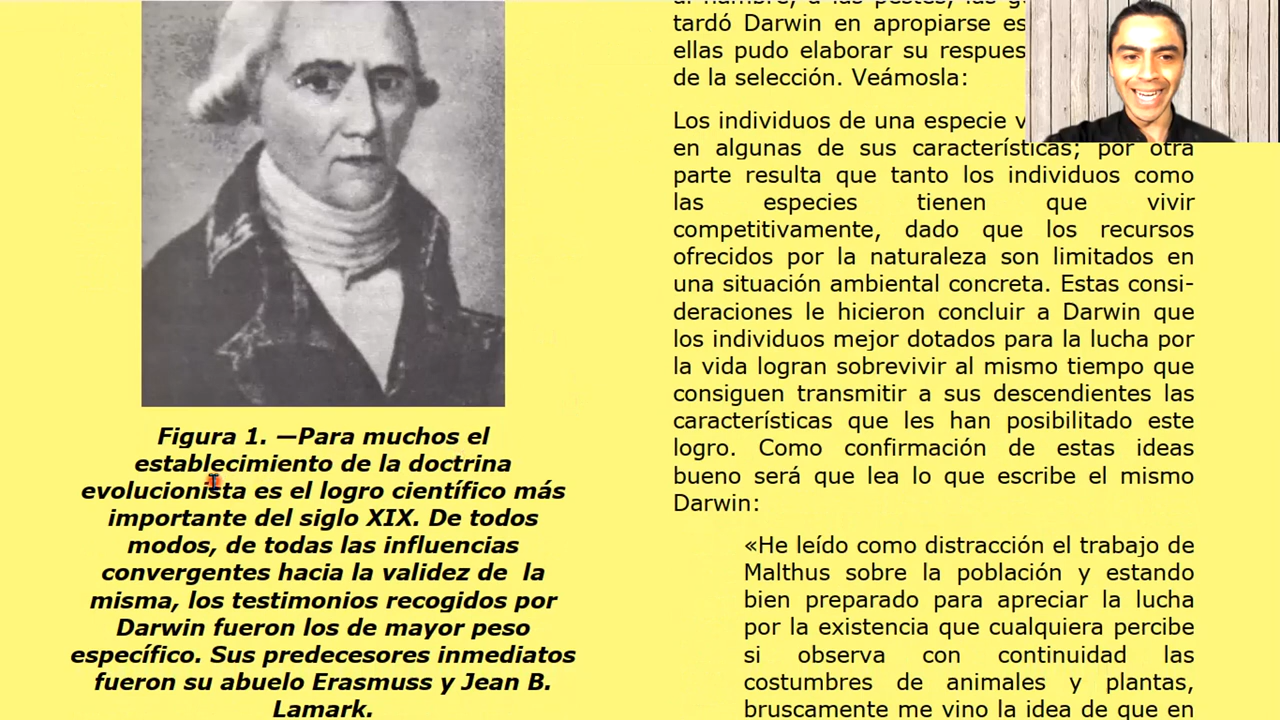 Figura 1. —Para muchos el
establecimiento de la doctrina
evolucionista es el logro científico más
importante del siglo XIX. De todos
modos, de todas las influencias
convergentes hacia la validez de  la
misma, los testimonios recogidos por
Darwin fueron los de mayor peso
específico. Sus predecesores inmediatos
fueron su abuelo Erasmuss y Jean B.
Lamark.
tardó Darwin en apropiarse es
ellas pudo elaborar su respues
de la selección. Veámosla:
Los individuos de una especie v
en algunas de sus características; por otra
parte resulta que tanto los individuos como
las especies tienen que vivir
competitivamente, dado que los recursos
ofrecidos por la naturaleza son limitados en
una situación ambiental concreta. Estas consi-
deraciones le hicieron concluir a Darwin que
los individuos mejor dotados para la lucha por
la vida logran sobrevivir al mismo tiempo que
consiguen transmitir a sus descendientes las
características que les han posibilitado este
logro. Como confirmación de estas ideas
bueno será que lea lo que escribe el mismo
Darwin:
«He leído como distracción el trabajo de
Malthus sobre la población y estando
bien preparado para apreciar la lucha
por la existencia que cualquiera percibe
si observa con continuidad las
costumbres de animales y plantas,
bruscamente me vino la idea de que en